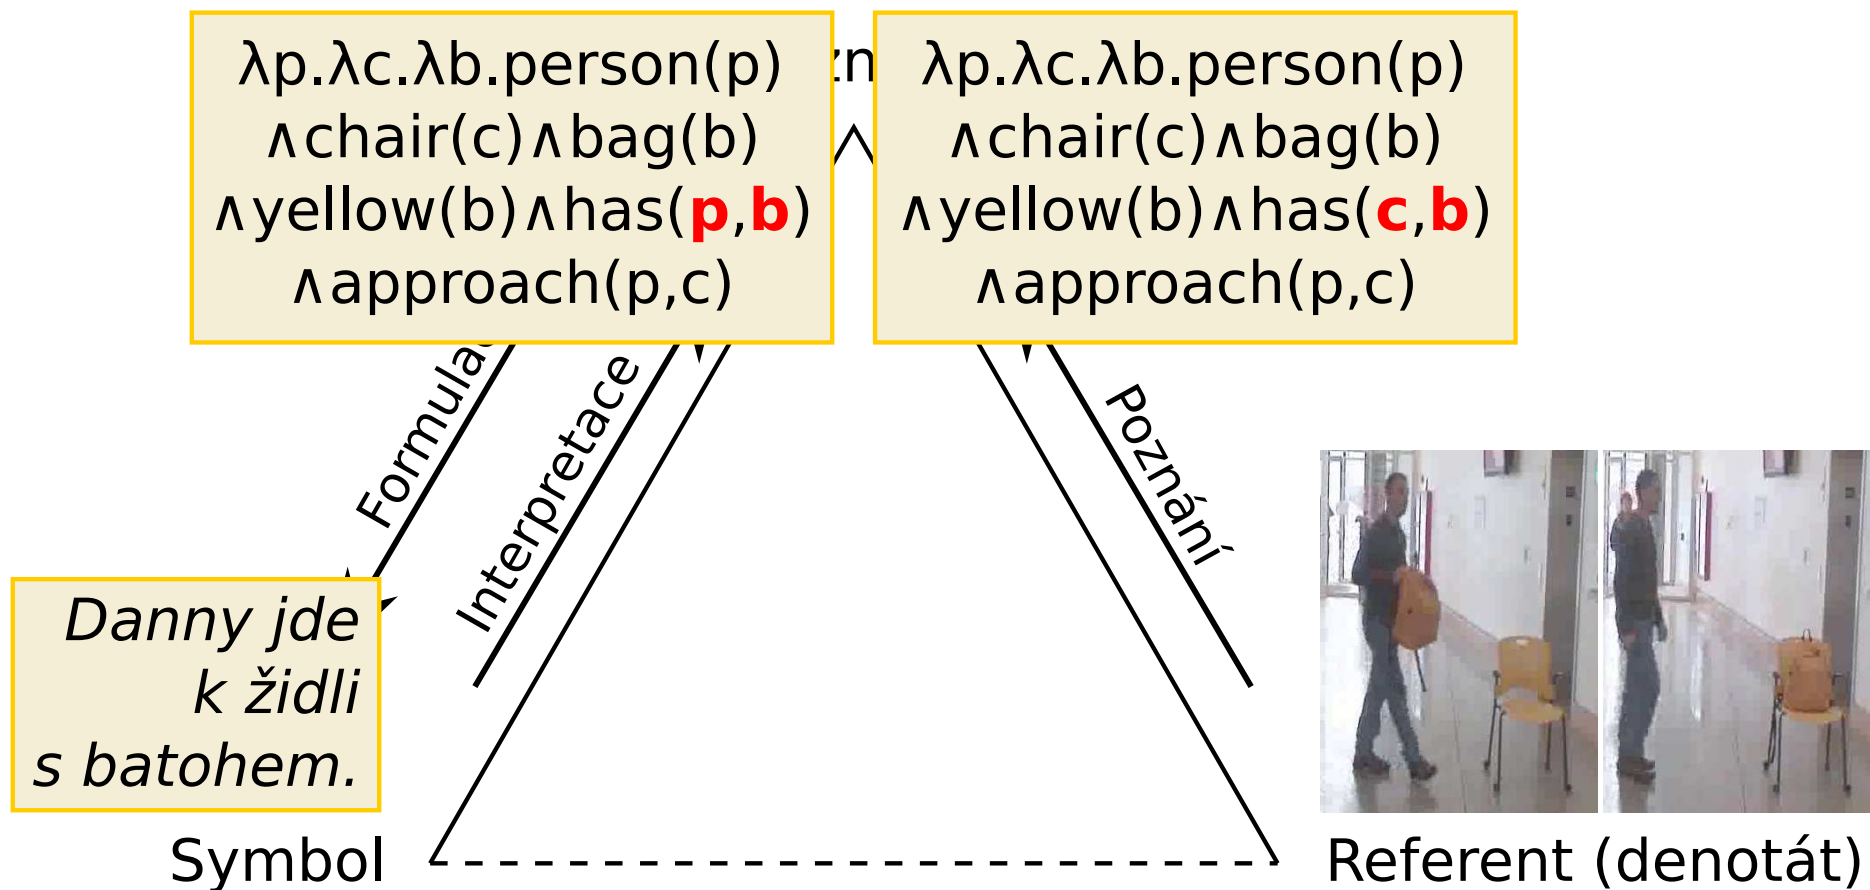 λp.λc.λb.person(p)
∧chair(c)∧bag(b)
∧yellow(b)∧has(p,b)
∧approach(p,c)
λp.λc.λb.person(p)
∧chair(c)∧bag(b)
∧yellow(b)∧has(c,b)
∧approach(p,c)
Interpretace
Poznání
Danny jde
k židli
s batohem.
Symbol
Referent (denotát)